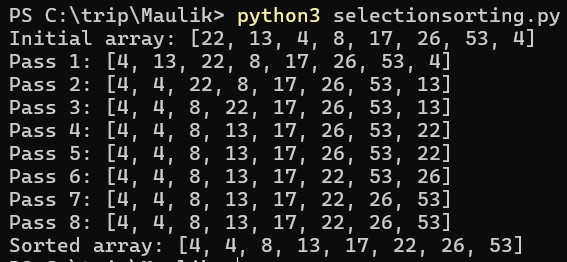 PS C:\trip\Maulik> python3 selectionsorting.py
Initial array: [22, 13, 4, 8, 17, 26, 53, 4]
Pass 1: [4, 13, 22, 8, 17, 26, 53, 4]
Pass 2: [4, 4, 22, 8, 17, 26, 53, 13]
Pass 3: [4, 4, 8, 22, 17, 26, 53, 13]
Pass 4: [4, 4, 8, 13, 17, 26, 53, 22]
Pass 5: [4, 4, 8, 13, 17, 26, 53, 22]
Pass 6: [4, 4, 8, 13, 17, 22, 53, 26]
Pass 7: [4, 4, 8, 13, 17, 22, 26, 53]
Pass 8: [4, 4, 8, 13, 17, 22, 26, 53]
Sorted array: [4, 4, 8, 13, 17, 22, 26, 53]
PS C:\trip\Maulik>